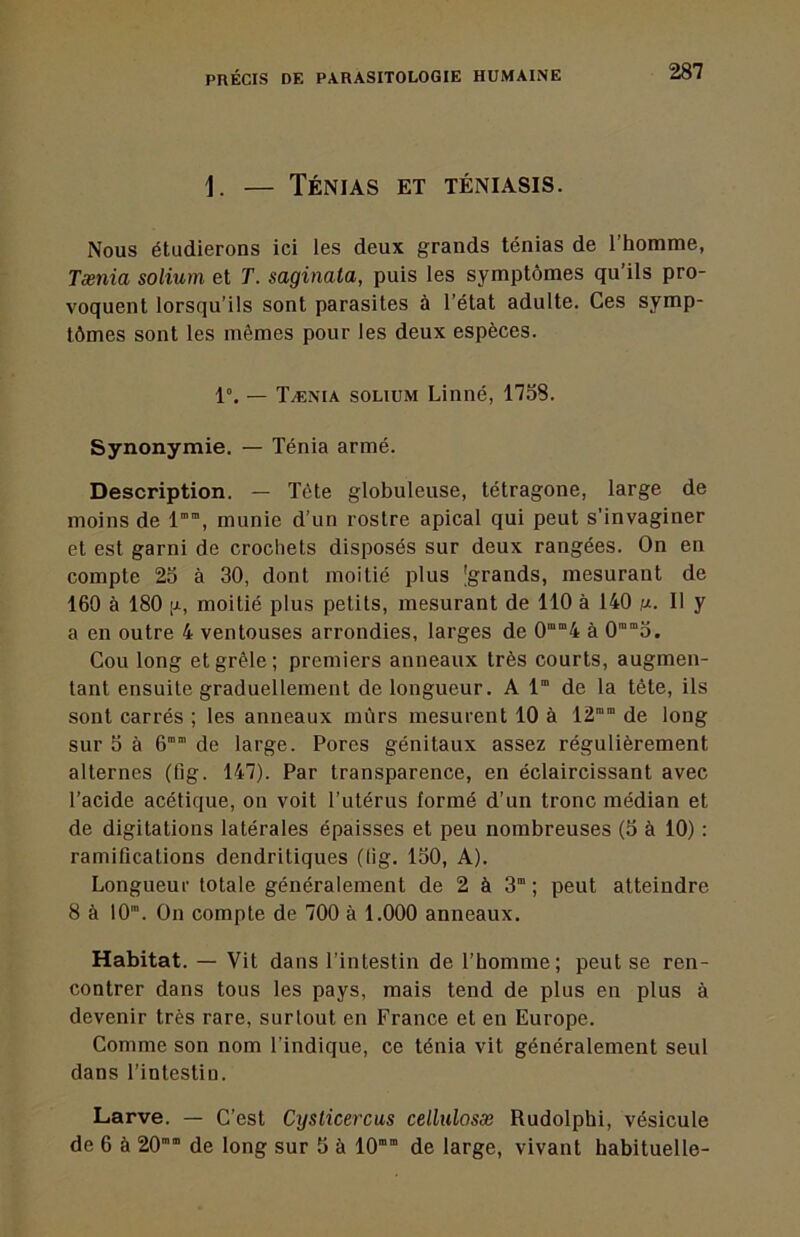 PRÉCIS DE PARASITOLOGIE HUMAINE 287
1. — TÉNIAS ET TÉNIASIS.
Nous étudierons ici les deux grands ténias de l'homme,
Tænia solium et T. saginata, puis les symptômes qu'ils pro-
voquent lorsqu'ils sont parasites à l'état adulte. Ces symp-
tômes sont les mêmes pour les deux espèces.
1°. — TÆNIA SOLIUM Linné, 1758.
Synonymie. — Ténia armé.
Description. — Tête globuleuse, tétragone, large de
moins de 1ᵐᵐ, munie d'un rostre apical qui peut s'invaginer
et est garni de crochets disposés sur deux rangées. On en
compte 25 à 30, dont moitié plus grands, mesurant de
160 à 180 µ, moitié plus petits, mesurant de 110 à 140 µ. Il y
a en outre 4 ventouses arrondies, larges de 0ᵐᵐ4 à 0ᵐᵐ5.
Cou long et grêle ; premiers anneaux très courts, augmen-
tant ensuite graduellement de longueur. A 1ᵐ de la tête, ils
sont carrés ; les anneaux mûrs mesurent 10 à 12ᵐᵐ de long
sur 5 à 6ᵐᵐ de large. Pores génitaux assez régulièrement
alternes (fig. 147). Par transparence, en éclaircissant avec
l'acide acétique, on voit l'utérus formé d'un tronc médian et
de digitations latérales épaisses et peu nombreuses (5 à 10) :
ramifications dendritiques (fig. 150, A).
Longueur totale généralement de 2 à 3ᵐ ; peut atteindre
8 à 10ᵐ. On compte de 700 à 1.000 anneaux.
Habitat. — Vit dans l'intestin de l'homme ; peut se ren-
contrer dans tous les pays, mais tend de plus en plus à
devenir très rare, surtout en France et en Europe.
Comme son nom l'indique, ce ténia vit généralement seul
dans l'intestin.
Larve. — C'est Cysticercus cellulosæ Rudolphi, vésicule
de 6 à 20ᵐᵐ de long sur 5 à 10ᵐᵐ de large, vivant habituelle-